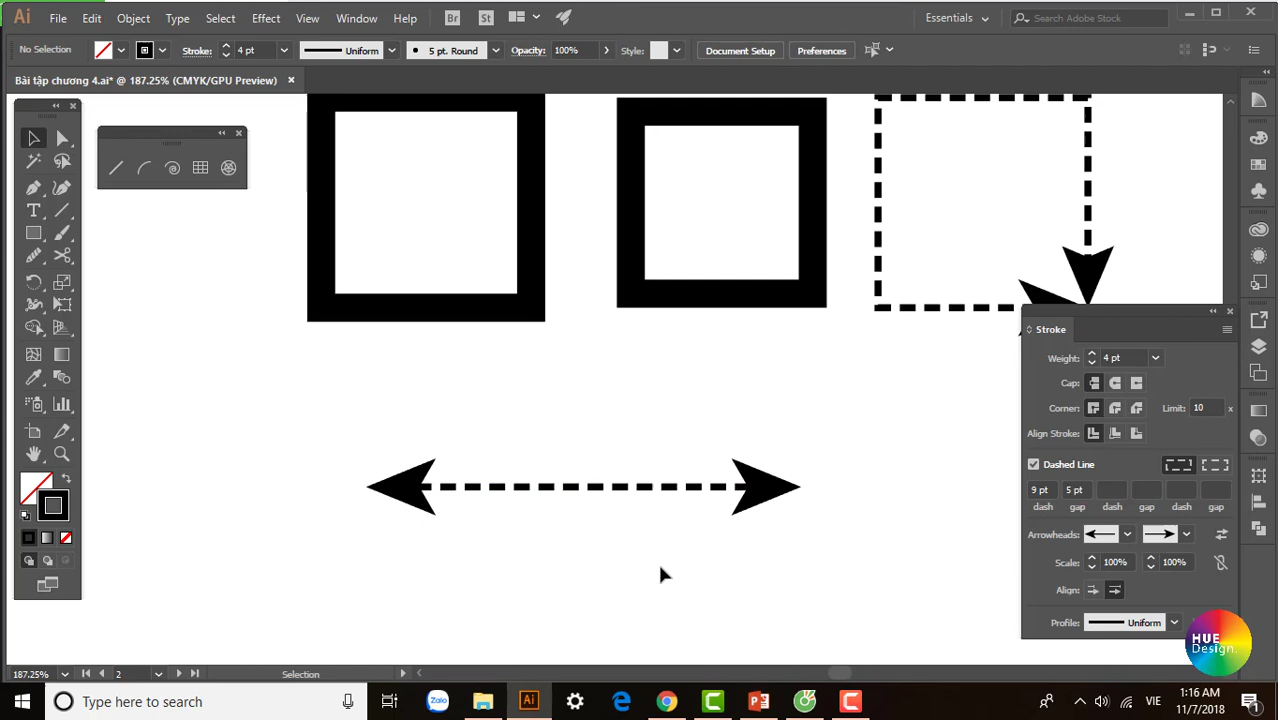 Ai File Edit Object Type Select Effect View Window Help Br St Essentials Search Adobe Stock
No Selection Stroke: 4 pt Uniform 5 pt. Round Opacity: 100% Style: Document Setup Preferences
Bài tập chương 4.ai* @ 187.25% (CMYK/GPU Preview)
Stroke
Weight: 4 pt
Cap:
Corner: Limit: 10 x
Align Stroke:
Dashed Line
9 pt 5 pt
dash gap dash gap dash gap
Arrowheads:
Scale: 100% 100%
Align:
Profile: Uniform
HUE
Design.
187.25% 2 Selection
Type here to search Zalo Ai VIE 1:16 AM
11/7/2018 1